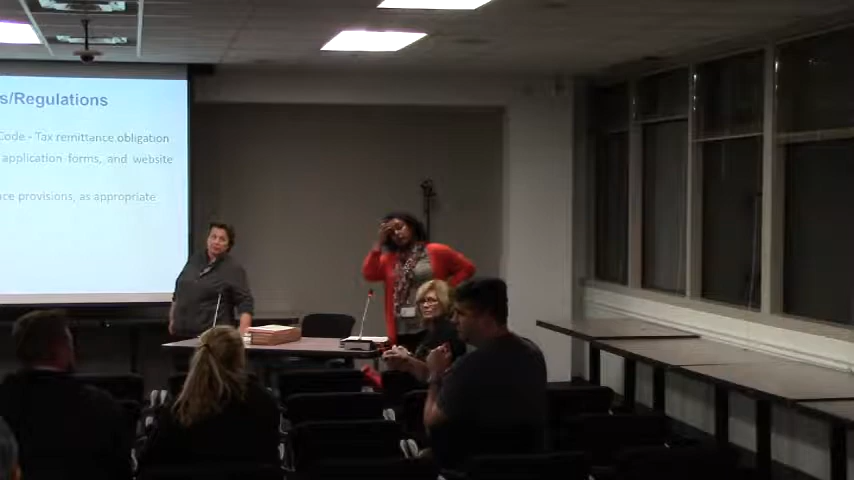 s/Regulations
Code - Tax remittance obligation
application forms, and website
ce provisions, as appropriate